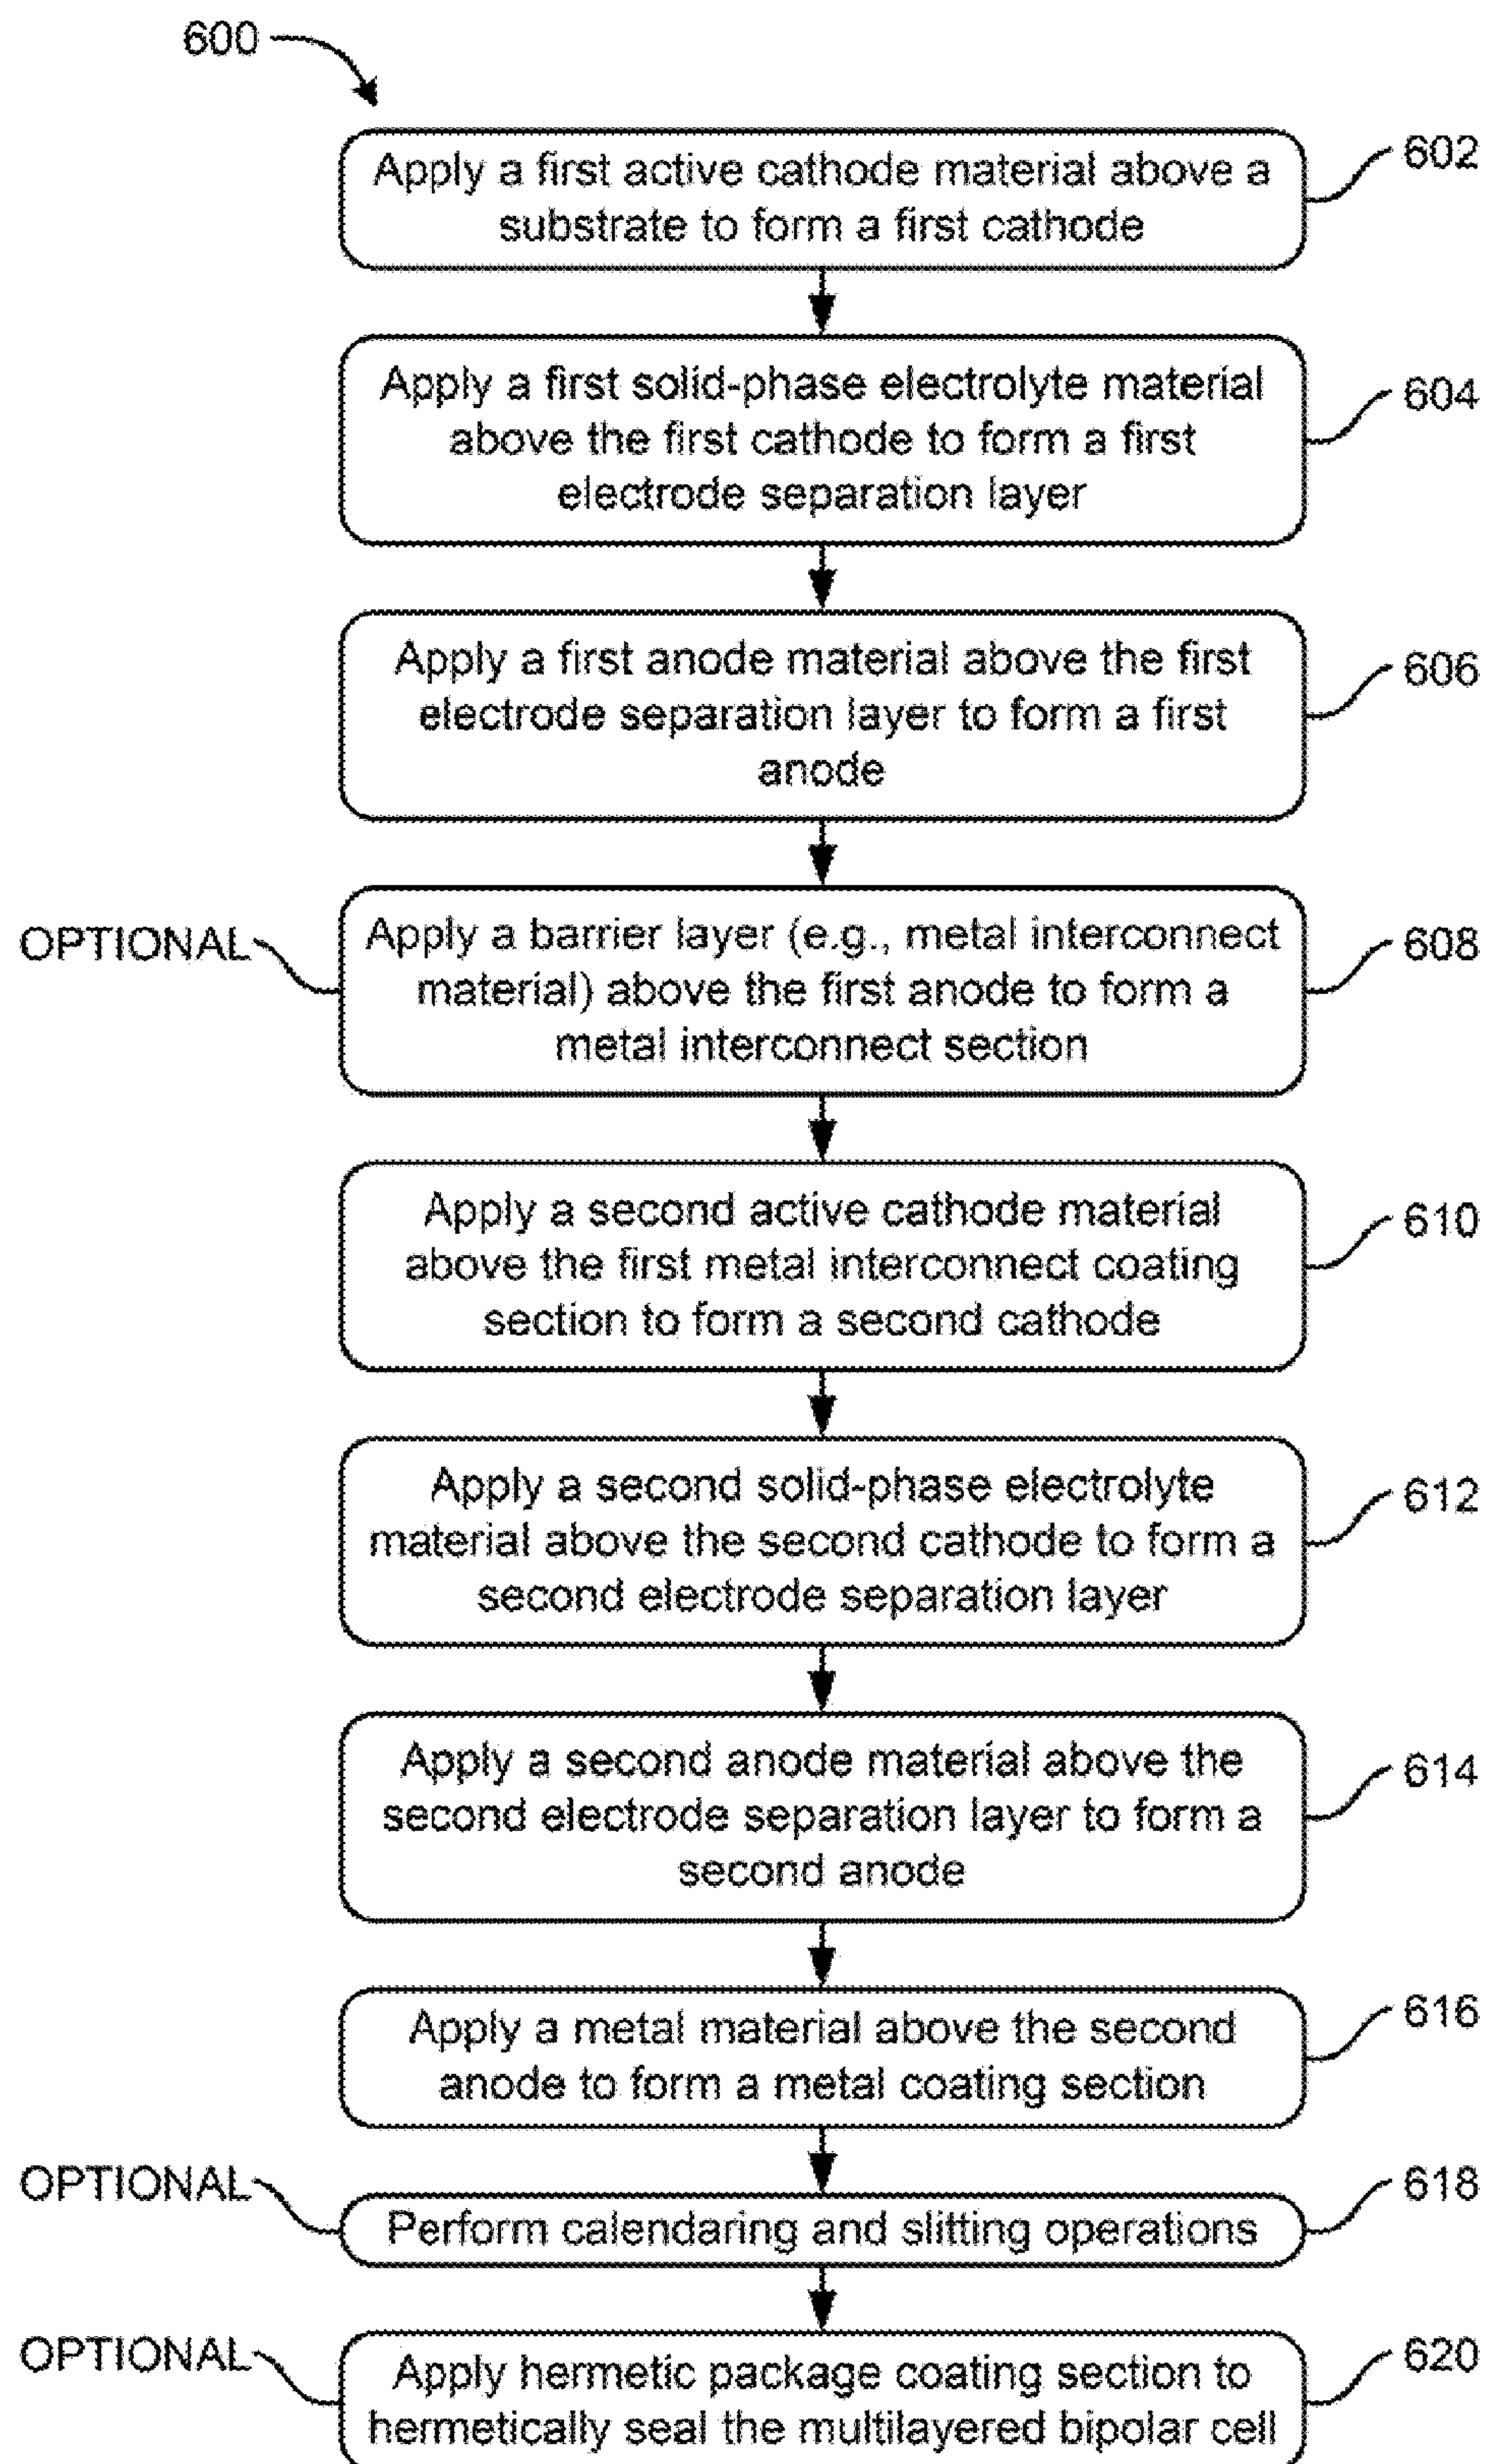 600
Apply a first active cathode material above a
substrate to form a first cathode
602
Apply a first solid-phase electrolyte material
above the first cathode to form a first
electrode separation layer
604
Apply a first anode material above the first
electrode separation layer to form a first
anode
606
OPTIONAL
Apply a barrier layer (e.g., metal interconnect
material) above the first anode to form a
metal interconnect section
608
Apply a second active cathode material
above the first metal interconnect coating
section to form a second cathode
610
Apply a second solid-phase electrolyte
material above the second cathode to form a
second electrode separation layer
612
Apply a second anode material above the
second electrode separation layer to form a
second anode
614
Apply a metal material above the second
anode to form a metal coating section
616
OPTIONAL
Perform calendaring and slitting operations
618
OPTIONAL
Apply hermetic package coating section to
hermetically seal the multilayered bipolar cell
620